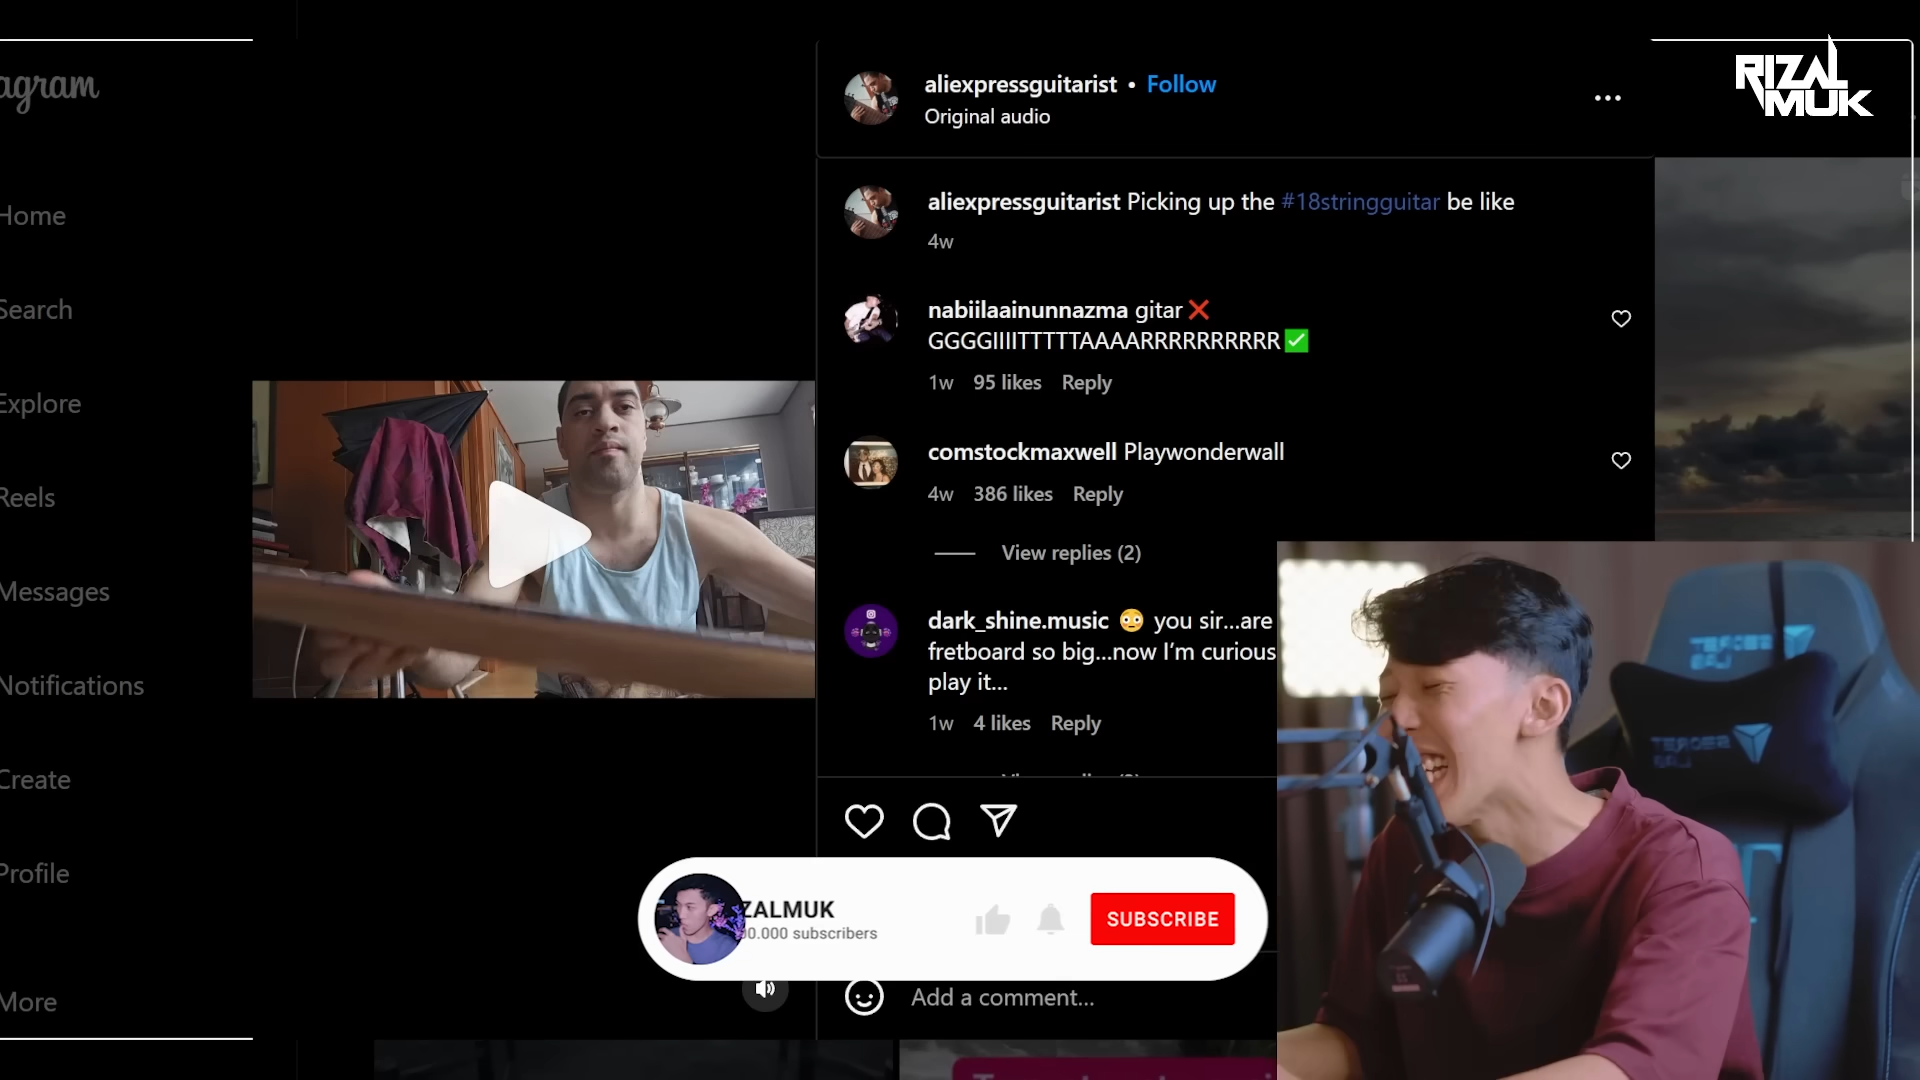 agram
Home
Search
Explore
Reels
Messages
Notifications
Create
Profile
More
aliexpressguitarist • Follow
Original audio
aliexpressguitarist Picking up the #18stringguitar be like
4w
nabiilaainunnazma gitar❌
GGGGIIIITTTTTAAAARRRRRRRRRR✅
1w 95 likes Reply
comstockmaxwell Playwonderwall
4w 386 likes Reply
View replies (2)
dark_shine.music 😳 you sir...are
fretboard so big...now I'm curious
play it...
1w 4 likes Reply
ZALMUK
00.000 subscribers
SUBSCRIBE
Add a comment...
RIZAL
MUK